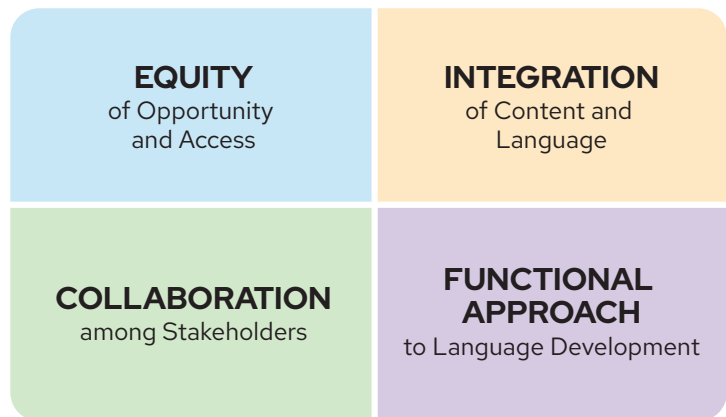 EQUITY
of Opportunity
and Access
INTEGRATION
of Content and
Language
COLLABORATION
among Stakeholders
FUNCTIONAL
APPROACH
to Language Development